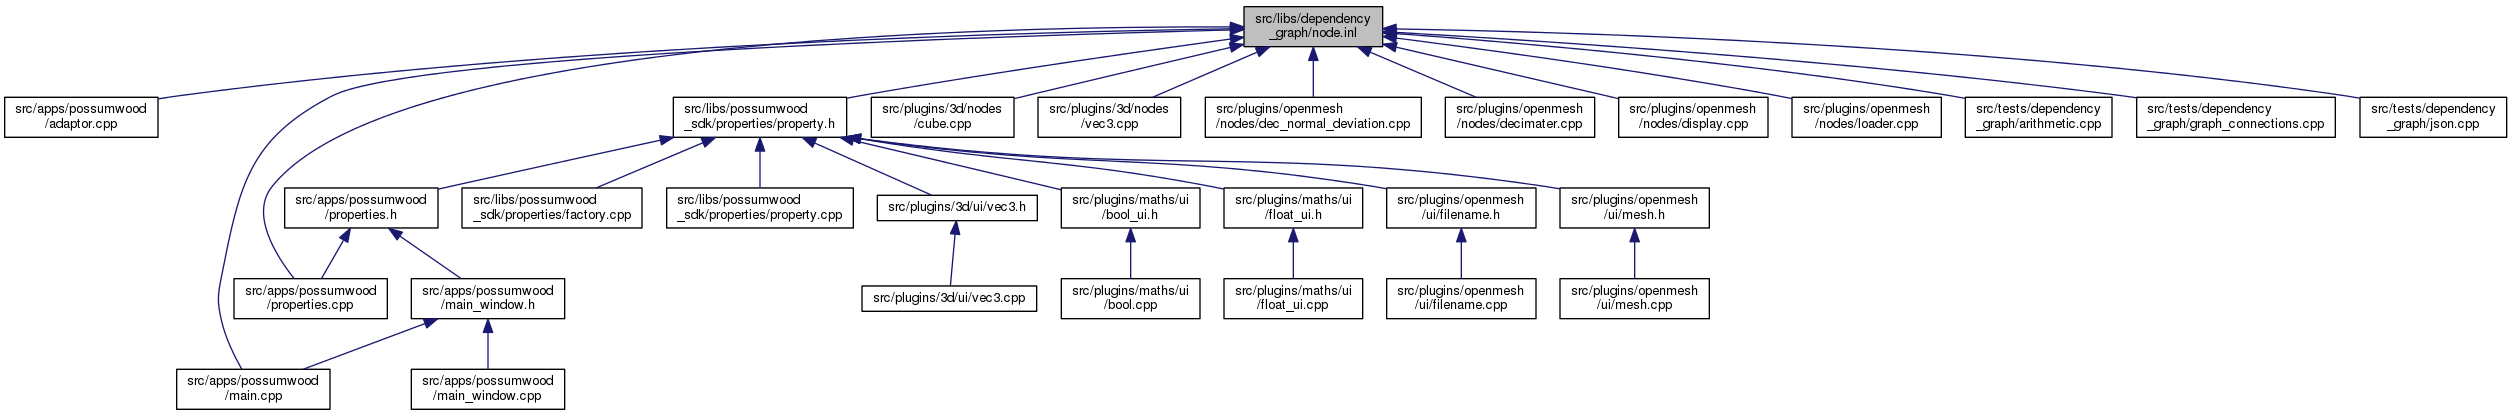 src/libs/dependency
_graph/node.inl
src/apps/possumwood
/adaptor.cpp
src/libs/possumwood
_sdk/properties/property.h
src/plugins/3d/nodes
/cube.cpp
src/plugins/3d/nodes
/vec3.cpp
src/plugins/openmesh
/nodes/dec_normal_deviation.cpp
src/plugins/openmesh
/nodes/decimater.cpp
src/plugins/openmesh
/nodes/display.cpp
src/plugins/openmesh
/nodes/loader.cpp
src/tests/dependency
_graph/arithmetic.cpp
src/tests/dependency
_graph/graph_connections.cpp
src/tests/dependency
_graph/json.cpp
src/apps/possumwood
/properties.h
src/libs/possumwood
_sdk/properties/factory.cpp
src/libs/possumwood
_sdk/properties/property.cpp
src/plugins/3d/ui/vec3.h
src/plugins/maths/ui
/bool_ui.h
src/plugins/maths/ui
/float_ui.h
src/plugins/openmesh
/ui/filename.h
src/plugins/openmesh
/ui/mesh.h
src/apps/possumwood
/properties.cpp
src/apps/possumwood
/main_window.h
src/plugins/3d/ui/vec3.cpp
src/plugins/maths/ui
/bool.cpp
src/plugins/maths/ui
/float_ui.cpp
src/plugins/openmesh
/ui/filename.cpp
src/plugins/openmesh
/ui/mesh.cpp
src/apps/possumwood
/main.cpp
src/apps/possumwood
/main_window.cpp